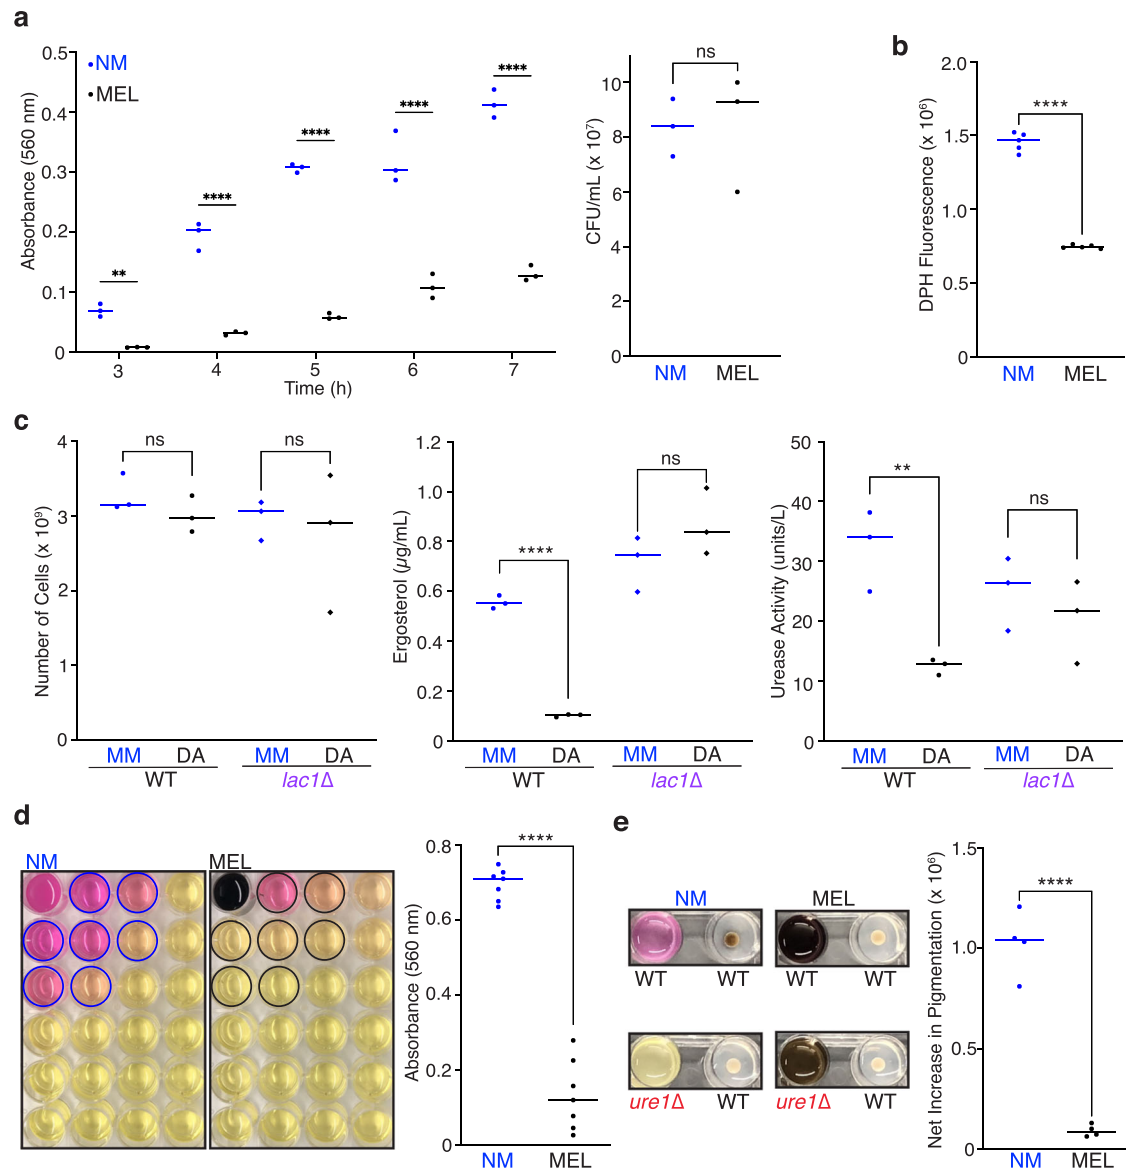 a
NM
MEL
Absorbance (560 nm)
0.5
0.4
0.3
0.2
0.1
0
**
****
****
****
****
3 4 5 6 7
Time (h)
CFU/mL (x 10⁷)
10
8
6
4
2
0
ns
NM MEL
b
DPH Fluorescence (x 10⁶)
2.0
1.5
1.0
0.5
0
****
NM MEL
c
Number of Cells (x 10⁹)
4
3
2
1
0
ns ns
MM DA MM DA
WT lac1Δ
Ergosterol (µg/mL)
1.2
1.0
0.8
0.6
0.4
0.2
0
**** ns
MM DA MM DA
WT lac1Δ
Urease Activity (units/L)
50
40
30
20
10
0
** ns
MM DA MM DA
WT lac1Δ
d
NM MEL
Absorbance (560 nm)
0.8
0.6
0.4
0.2
0
****
NM MEL
e
NM MEL
WT WT WT WT
ure1Δ WT ure1Δ WT
Net Increase in Pigmentation (x 10⁶)
1.5
1.0
0.5
0
****
NM MEL